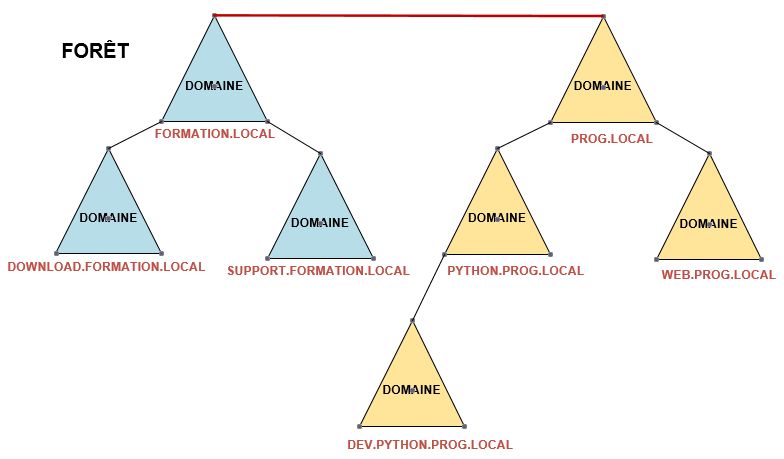 FORÊT
DOMAINE
FORMATION.LOCAL
DOMAINE
PROG.LOCAL
DOMAINE
DOWNLOAD.FORMATION.LOCAL
DOMAINE
SUPPORT.FORMATION.LOCAL
DOMAINE
PYTHON.PROG.LOCAL
DOMAINE
WEB.PROG.LOCAL
DOMAINE
DEV.PYTHON.PROG.LOCAL